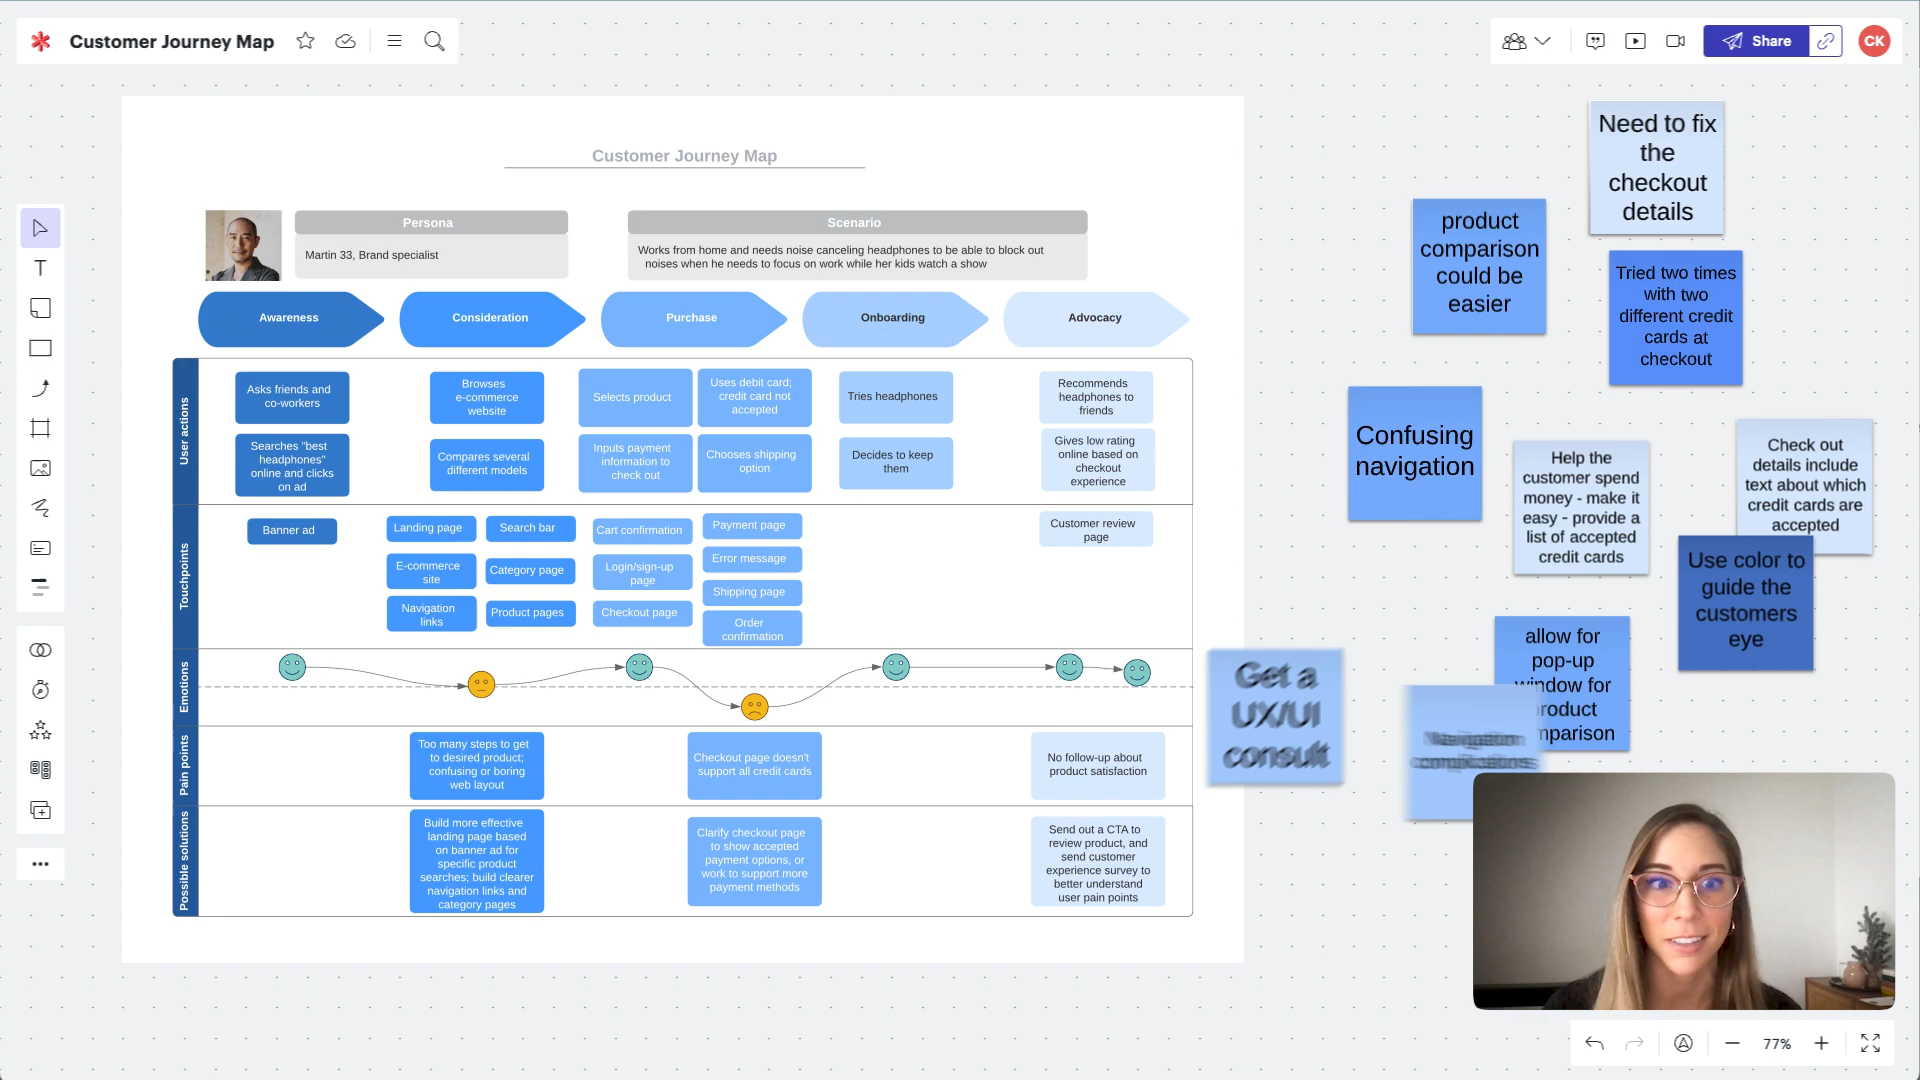 Customer Journey Map
Share
CK
Customer Journey Map
Persona
Martin 33, Brand specialist
Scenario
Works from home and needs noise canceling headphones to be able to block out
noises when he needs to focus on work while her kids watch a show
Awareness
Consideration
Purchase
Onboarding
Advocacy
User actions
Asks friends and
co-workers
Searches "best
headphones"
online and clicks
on ad
Browses
e-commerce
website
Compares several
different models
Selects product
Inputs payment
information to
check out
Uses debit card;
credit card not
accepted
Chooses shipping
option
Tries headphones
Decides to keep
them
Recommends
headphones to
friends
Gives low rating
online based on
checkout
experience
Touchpoints
Banner ad
Landing page
E-commerce
site
Navigation
links
Search bar
Category page
Product pages
Cart confirmation
Login/sign-up
page
Checkout page
Payment page
Error message
Shipping page
Order
confirmation
Customer review
page
Emotions
Pain points
Too many steps to get
to desired product;
confusing or boring
web layout
Checkout page doesn't
support all credit cards
No follow-up about
product satisfaction
Possible solutions
Build more effective
landing page based
on banner ad for
specific product
searches; build clearer
navigation links and
category pages
Clarify checkout page
to show accepted
payment options, or
work to support more
payment methods
Send out a CTA to
review product, and
send customer
experience survey to
better understand
user pain points
Need to fix
the
checkout
details
product
comparison
could be
easier
Tried two times
with two
different credit
cards at
checkout
Confusing
navigation
Help the
customer spend
money - make it
easy - provide a
list of accepted
credit cards
Check out
details include
text about which
credit cards are
accepted
Use color to
guide the
customers
eye
allow for
pop-up
window for
product
mparison
Get a
UX/UI
consult
Navigation
complications
T
77%